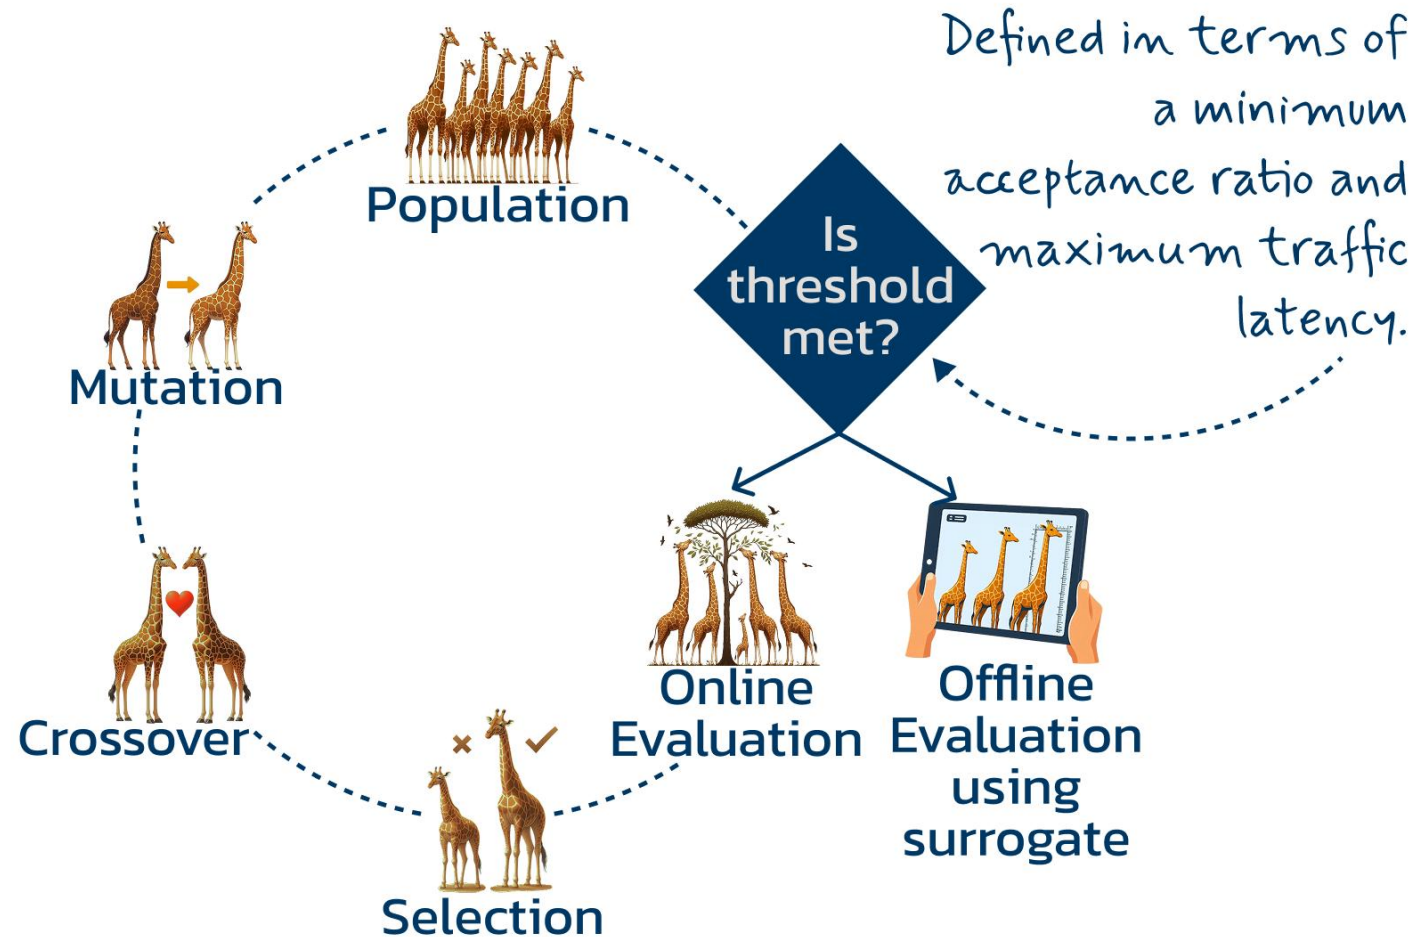 Defined in terms of
a minimum
acceptance ratio and
maximum traffic
latency.
Population
Is
threshold
met?
Mutation
Online
Evaluation
Offline
Evaluation
using
surrogate
Crossover
Selection